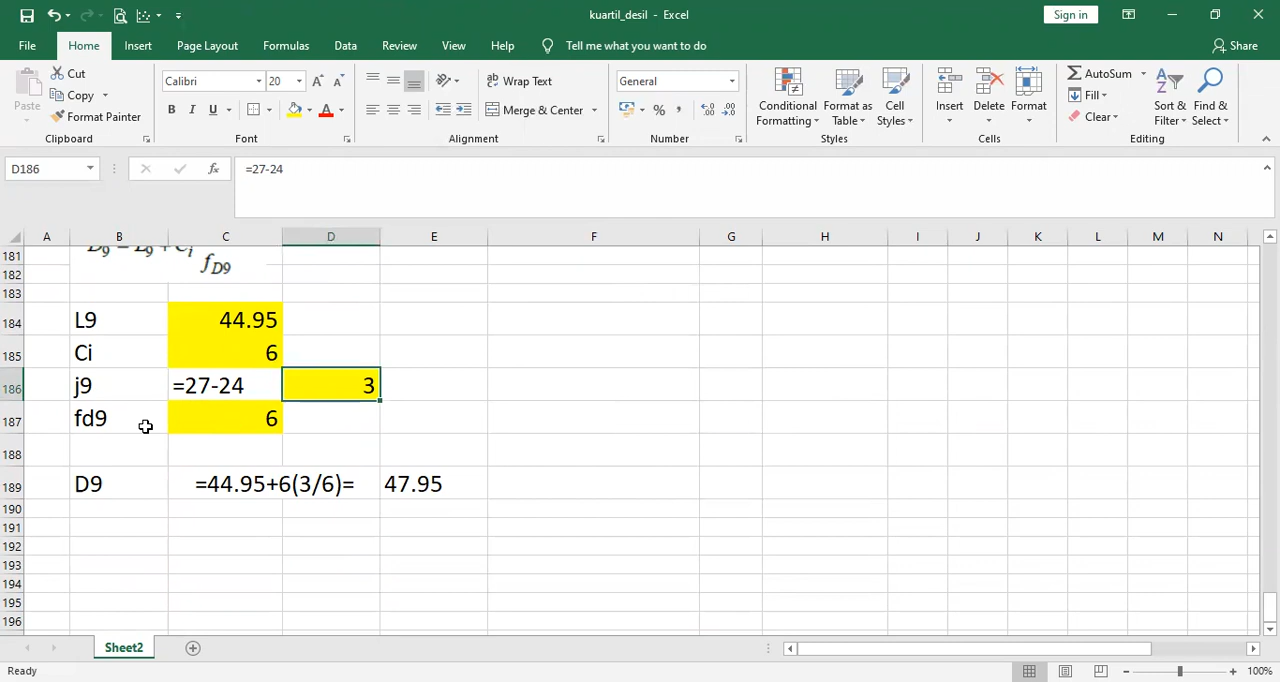 kuartil_desil - Excel
Sign in
File Home Insert Page Layout Formulas Data Review View Help Tell me what you want to do Share
Paste Cut Copy Format Painter Clipboard
Calibri 20 A A B I U A Font
Wrap Text Merge & Center Alignment
General % , Number
Conditional Formatting Format as Table Cell Styles Styles
Insert Delete Format Cells
AutoSum Fill Clear Sort & Filter Find & Select Editing
D186 fx =27-24
A B C D E F G H I J K L M N
181
182 fD9
183
184 L9 44.95
185 Ci 6
186 j9 =27-24 3
187 fd9 6
188
189 D9 =44.95+6(3/6)= 47.95
190
191
192
193
194
195
196
Sheet2
Ready 100%